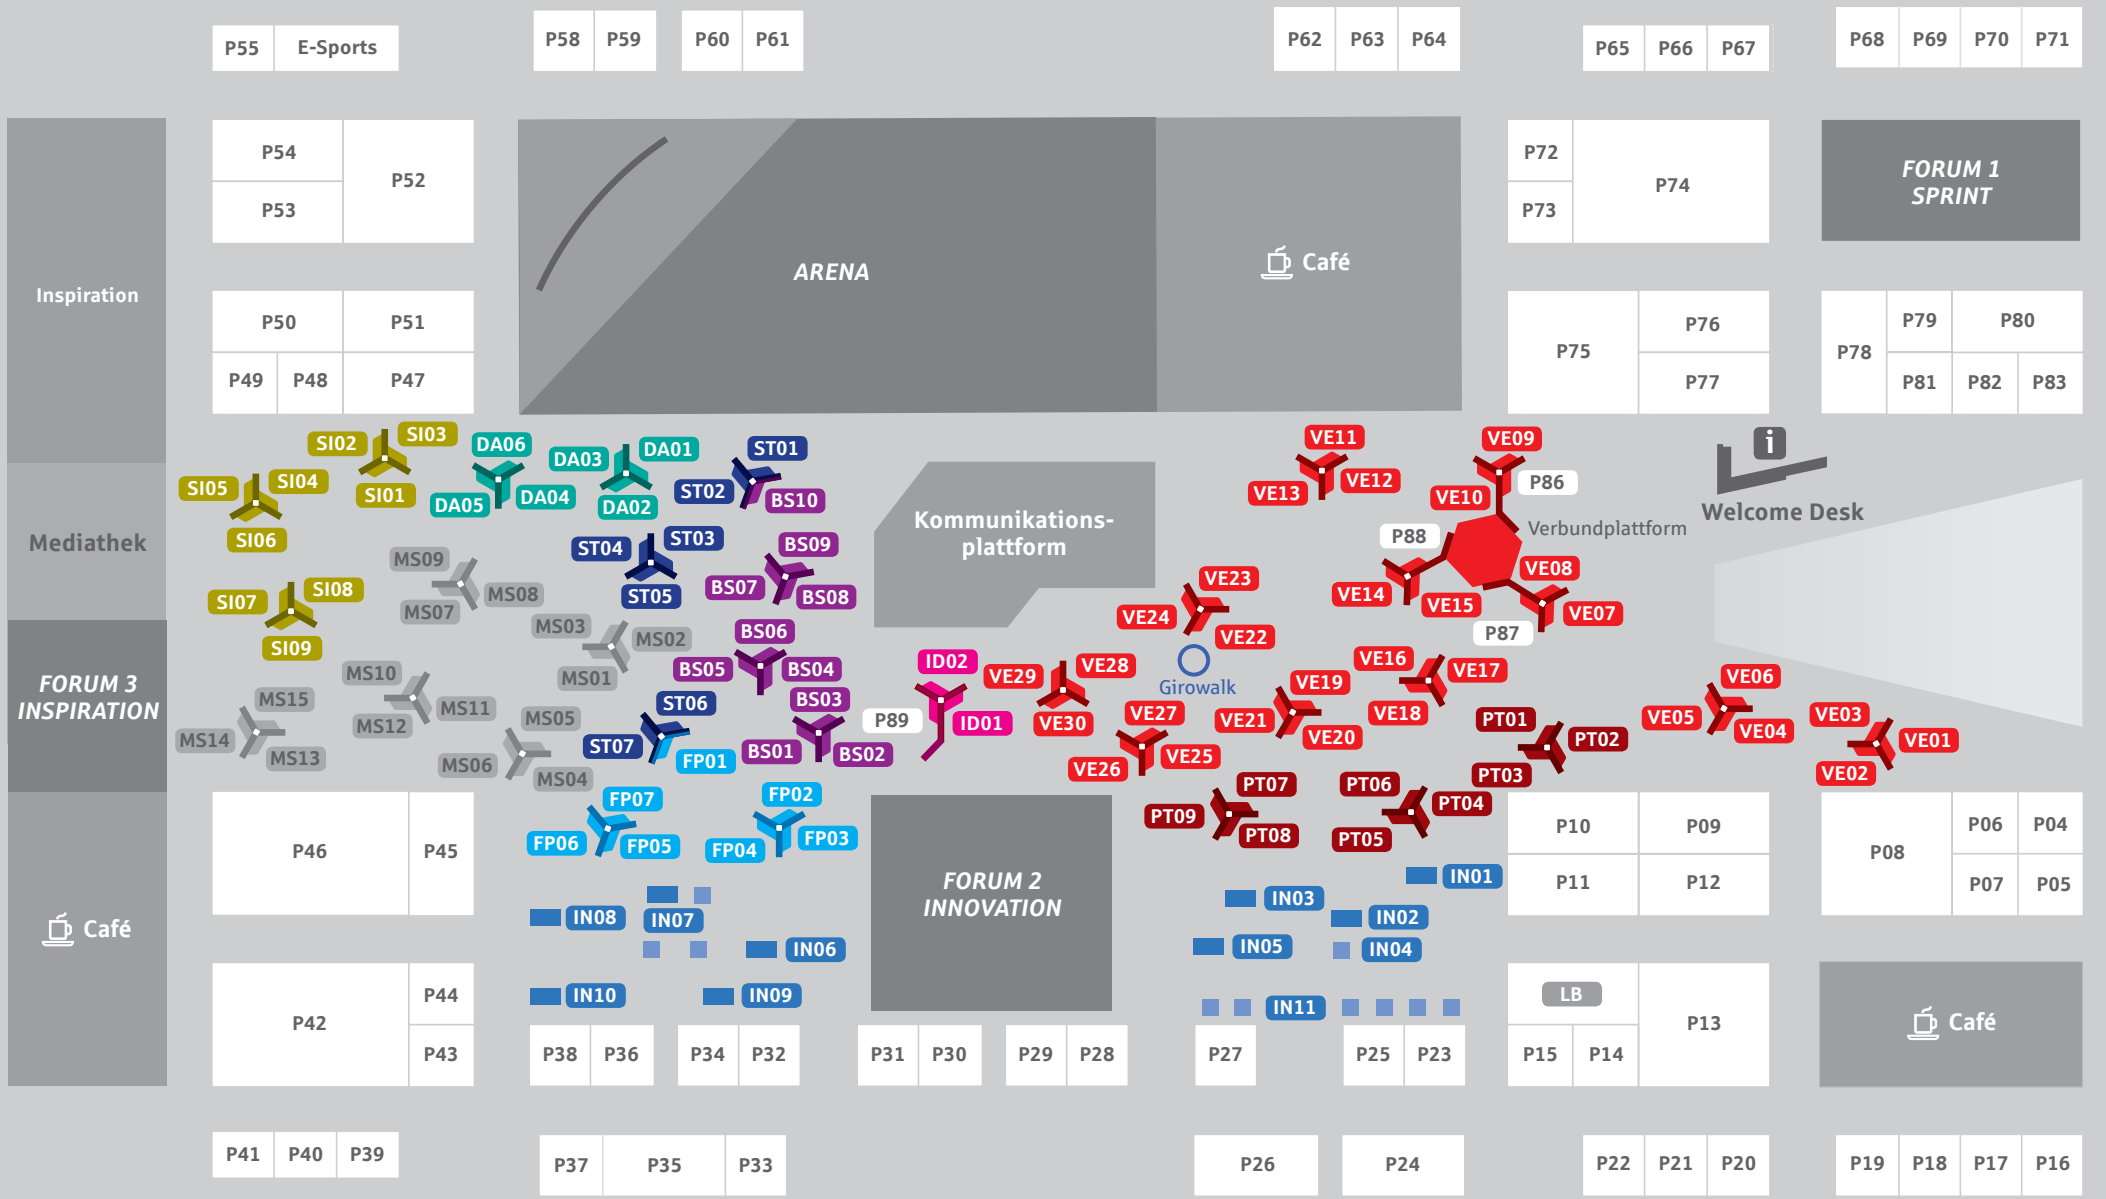 P55
E-Sports
P58
P59
P60
P61
P62
P63
P64
P65
P66
P67
P68
P69
P70
P71
P54
P53
P52
P72
P73
P74
FORUM 1
SPRINT
ARENA
Café
Inspiration
P50
P51
P49
P48
P47
P75
P76
P77
P78
P79
P80
P81
P82
P83
SI02
SI03
SI01
SI05
SI04
SI06
DA06
DA05
DA04
DA03
DA01
DA02
ST01
ST02
BS10
VE11
VE13
VE12
VE09
VE10
P86
i
Welcome Desk
Kommunikations-
plattform
Verbundplattform
P88
Mediathek
ST04
ST03
ST05
BS09
BS07
BS08
MS09
MS08
MS07
SI07
SI08
SI09
VE23
VE24
VE22
VE14
VE15
VE08
VE07
P87
MS03
MS02
MS01
BS06
BS05
BS04
Girowalk
FORUM 3
INSPIRATION
MS10
MS11
MS12
MS15
MS14
MS13
MS05
MS06
MS04
ST06
ST07
FP01
BS03
BS01
BS02
P89
ID02
ID01
VE29
VE28
VE30
VE27
VE26
VE25
VE19
VE21
VE20
VE16
VE17
VE18
PT01
PT02
PT03
VE06
VE05
VE04
VE03
VE01
VE02
FP07
FP06
FP05
FP02
FP04
FP03
PT07
PT09
PT08
PT06
PT04
PT05
P46
P45
FORUM 2
INNOVATION
P10
P09
P11
P12
P08
P06
P04
P07
P05
Café
IN08
IN07
IN06
IN10
IN09
IN01
IN03
IN02
IN05
IN04
IN11
P42
P44
P43
LB
P15
P14
P13
Café
P38
P36
P34
P32
P31
P30
P29
P28
P27
P25
P23
P41
P40
P39
P37
P35
P33
P26
P24
P22
P21
P20
P19
P18
P17
P16